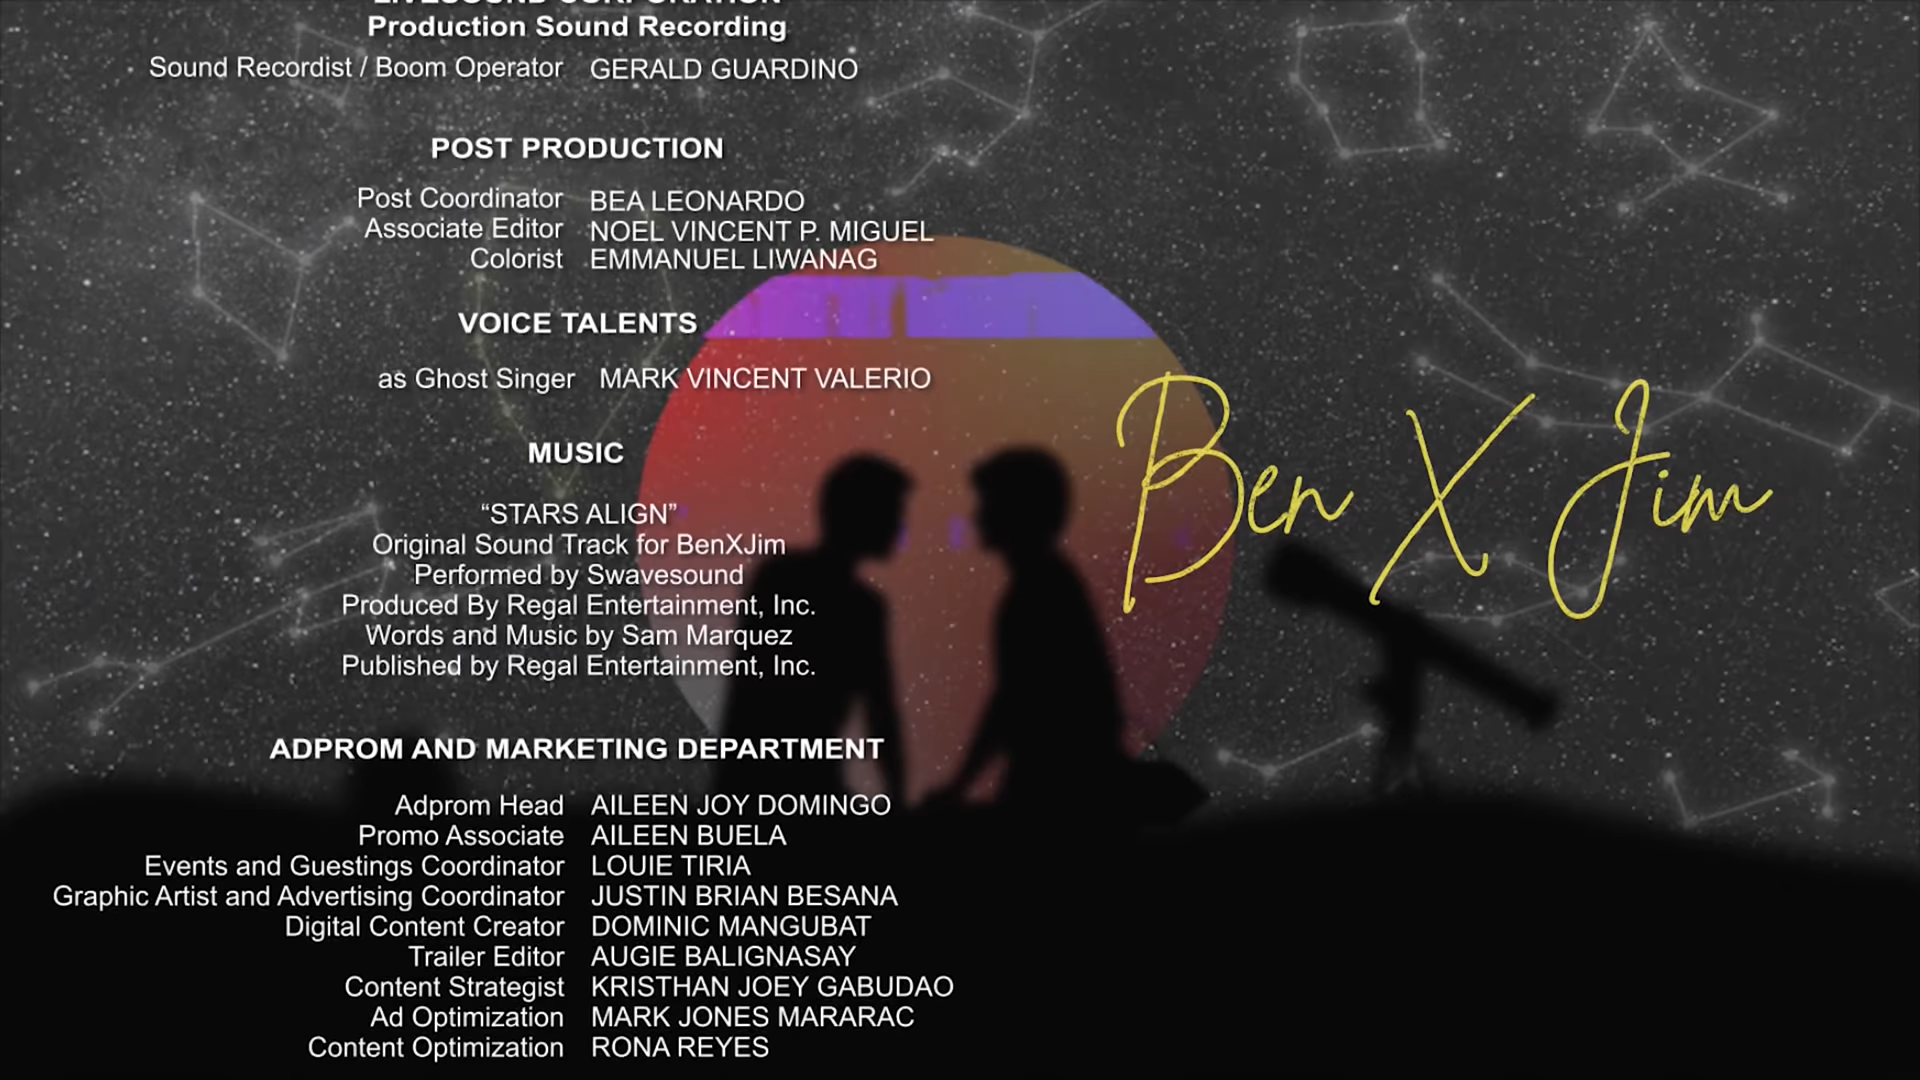 LIVESOUND CORPORATION
Production Sound Recording
Sound Recordist / Boom Operator GERALD GUARDINO
POST PRODUCTION
Post Coordinator BEA LEONARDO
Associate Editor NOEL VINCENT P. MIGUEL
Colorist EMMANUEL LIWANAG
VOICE TALENTS
as Ghost Singer MARK VINCENT VALERIO
MUSIC
“STARS ALIGN”
Original Sound Track for BenXJim
Performed by Swavesound
Produced By Regal Entertainment, Inc.
Words and Music by Sam Marquez
Published by Regal Entertainment, Inc.
ADPROM AND MARKETING DEPARTMENT
Adprom Head AILEEN JOY DOMINGO
Promo Associate AILEEN BUELA
Events and Guestings Coordinator LOUIE TIRIA
Graphic Artist and Advertising Coordinator JUSTIN BRIAN BESANA
Digital Content Creator DOMINIC MANGUBAT
Trailer Editor AUGIE BALIGNASAY
Content Strategist KRISTHAN JOEY GABUDAO
Ad Optimization MARK JONES MARARAC
Content Optimization RONA REYES
Ben X Jim